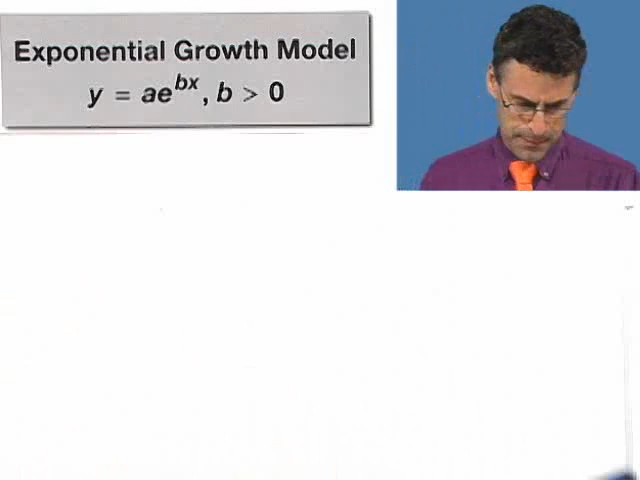 Exponential Growth Model
y = ae^{bx}, b > 0